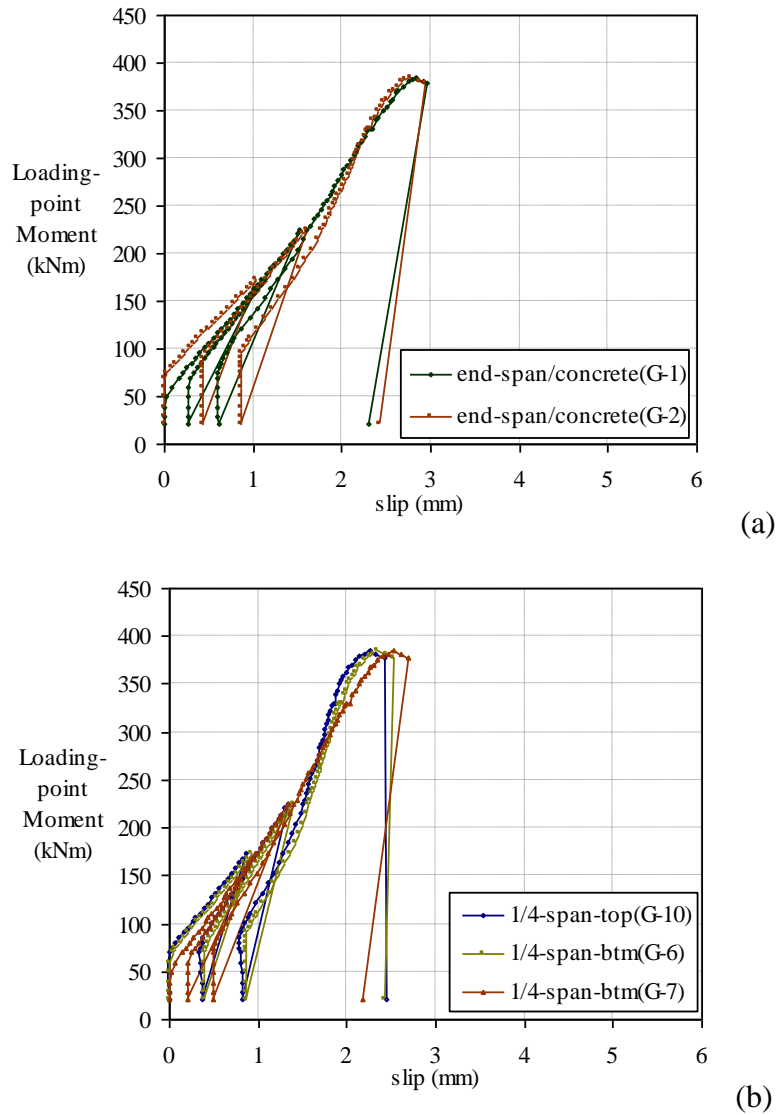 450
400
350
300
250
200
150
100
50
0
Loading-
point
Moment
(kNm)
end-span/concrete(G-1)
end-span/concrete(G-2)
0 1 2 3 4 5 6
slip (mm)
(a)
450
400
350
300
250
200
150
100
50
0
Loading-
point
Moment
(kNm)
1/4-span-top(G-10)
1/4-span-btm(G-6)
1/4-span-btm(G-7)
0 1 2 3 4 5 6
slip (mm)
(b)